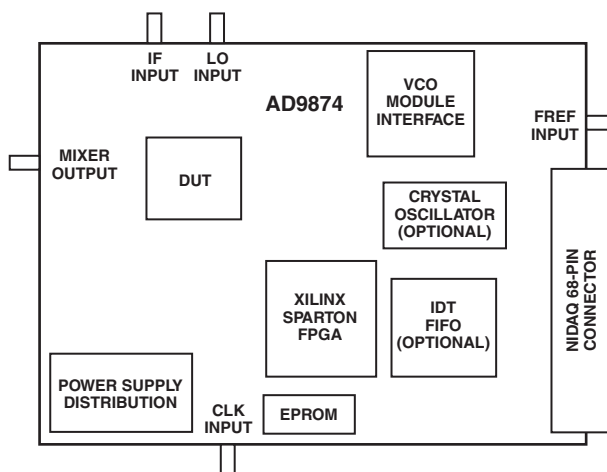 IF
INPUT
LO
INPUT
AD9874
VCO
MODULE
INTERFACE
FREF
INPUT
MIXER
OUTPUT
DUT
CRYSTAL
OSCILLATOR
(OPTIONAL)
NIDAQ 68-PIN
CONNECTOR
XILINX
SPARTON
FPGA
IDT
FIFO
(OPTIONAL)
POWER SUPPLY
DISTRIBUTION
CLK
INPUT
EPROM